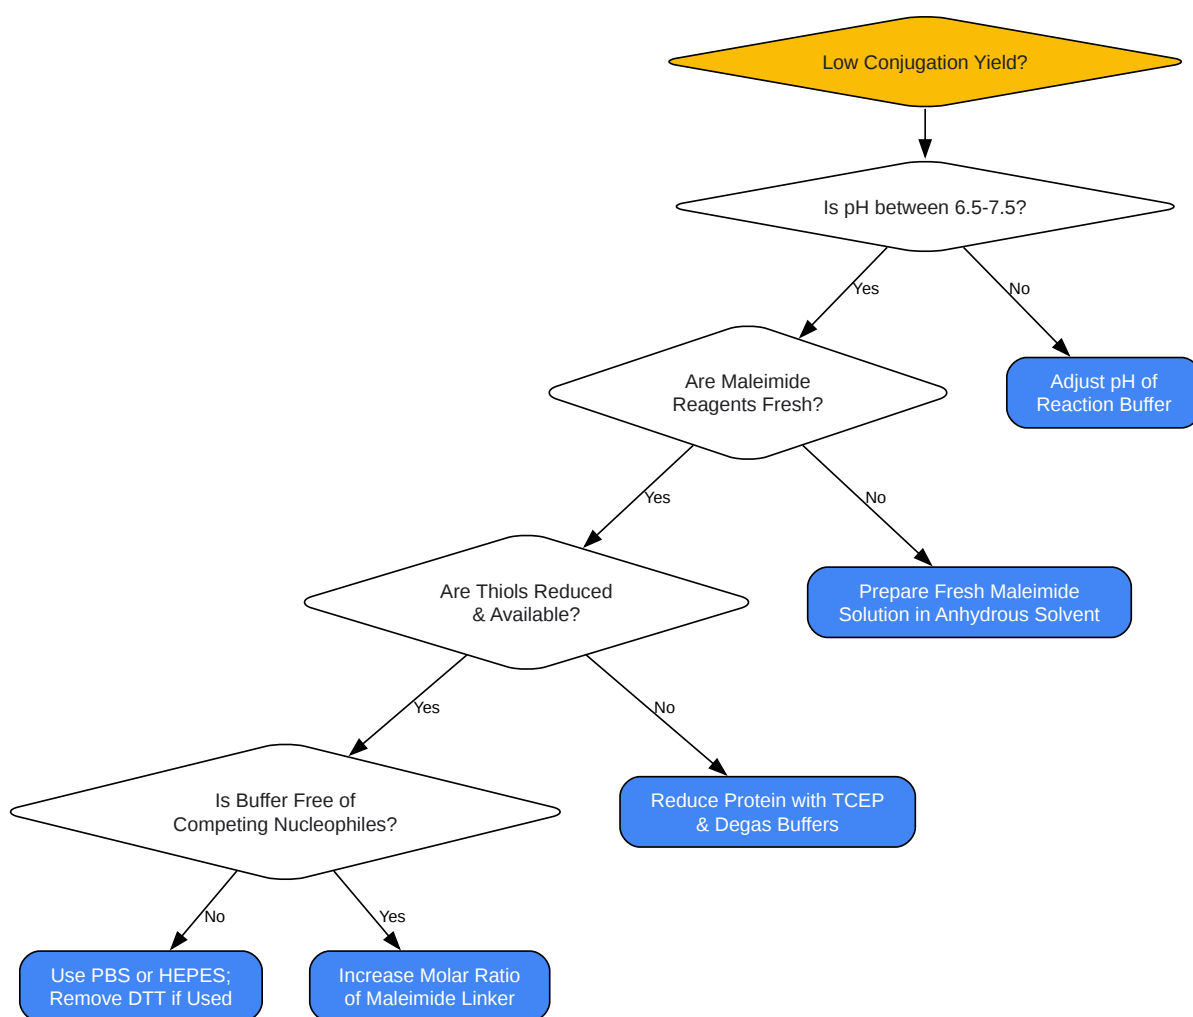 Low Conjugation Yield?
Is pH between 6.5-7.5?
Yes
No
Are Maleimide
Reagents Fresh?
Adjust pH of
Reaction Buffer
Yes
No
Are Thiols Reduced
& Available?
Prepare Fresh Maleimide
Solution in Anhydrous Solvent
Yes
No
Is Buffer Free of
Competing Nucleophiles?
Reduce Protein with TCEP
& Degas Buffers
No
Yes
Use PBS or HEPES;
Remove DTT if Used
Increase Molar Ratio
of Maleimide Linker